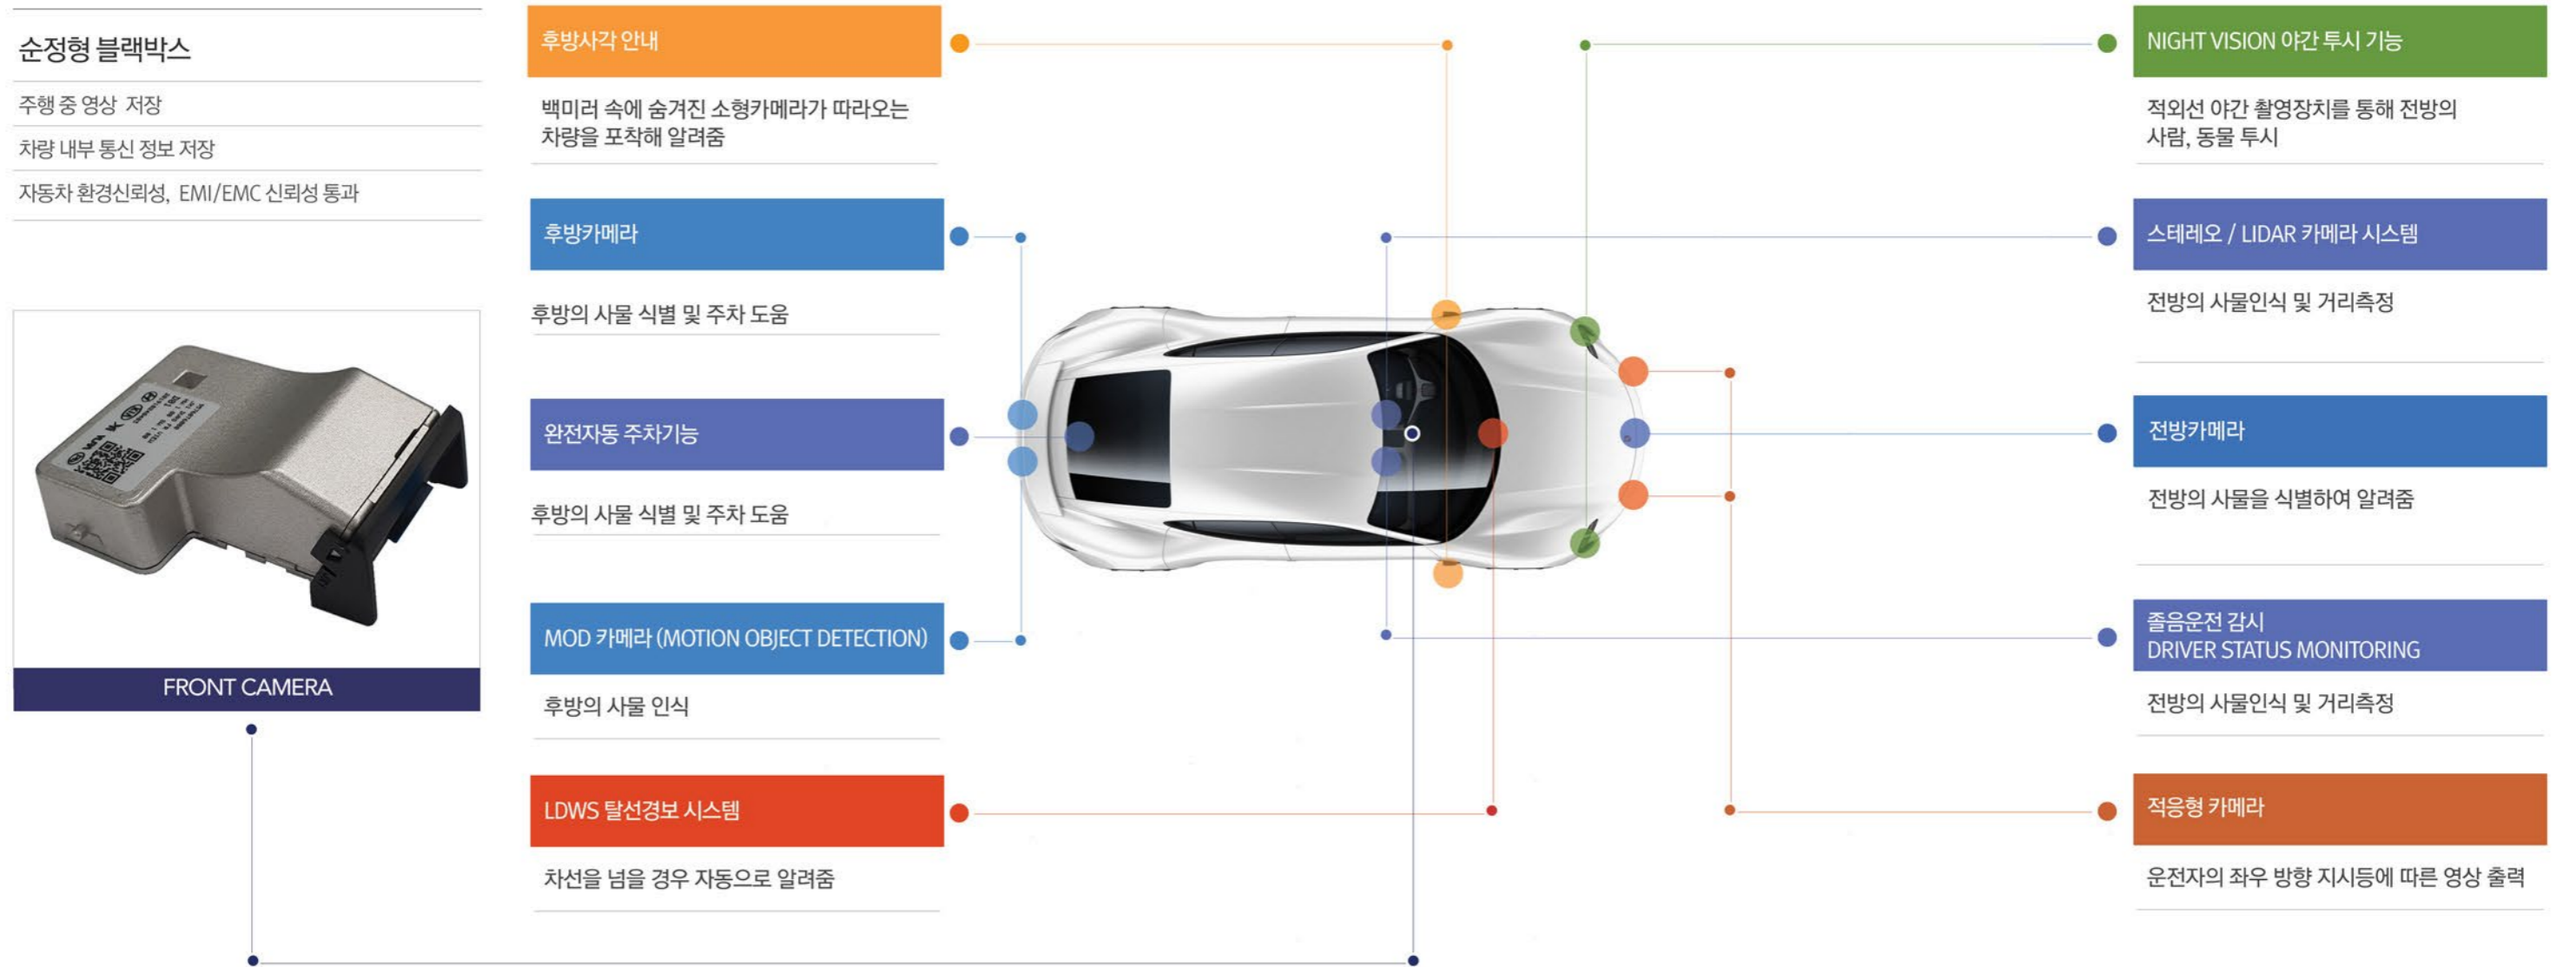 순정형 블랙박스
주행 중 영상 저장
차량 내부 통신 정보 저장
자동차 환경신뢰성, EMI/EMC 신뢰성 통과
FRONT CAMERA
후방사각 안내
백미러 속에 숨겨진 소형카메라가 따라오는
차량을 포착해 알려줌
후방카메라
후방의 사물 식별 및 주차 도움
완전자동 주차기능
후방의 사물 식별 및 주차 도움
MOD 카메라 (MOTION OBJECT DETECTION)
후방의 사물 인식
LDWS 탈선경보 시스템
차선을 넘을 경우 자동으로 알려줌
NIGHT VISION 야간 투시 기능
적외선 야간 촬영장치를 통해 전방의
사람, 동물 투시
스테레오 / LIDAR 카메라 시스템
전방의 사물인식 및 거리측정
전방카메라
전방의 사물을 식별하여 알려줌
졸음운전 감시
DRIVER STATUS MONITORING
전방의 사물인식 및 거리측정
적응형 카메라
운전자의 좌우 방향 지시등에 따른 영상 출력